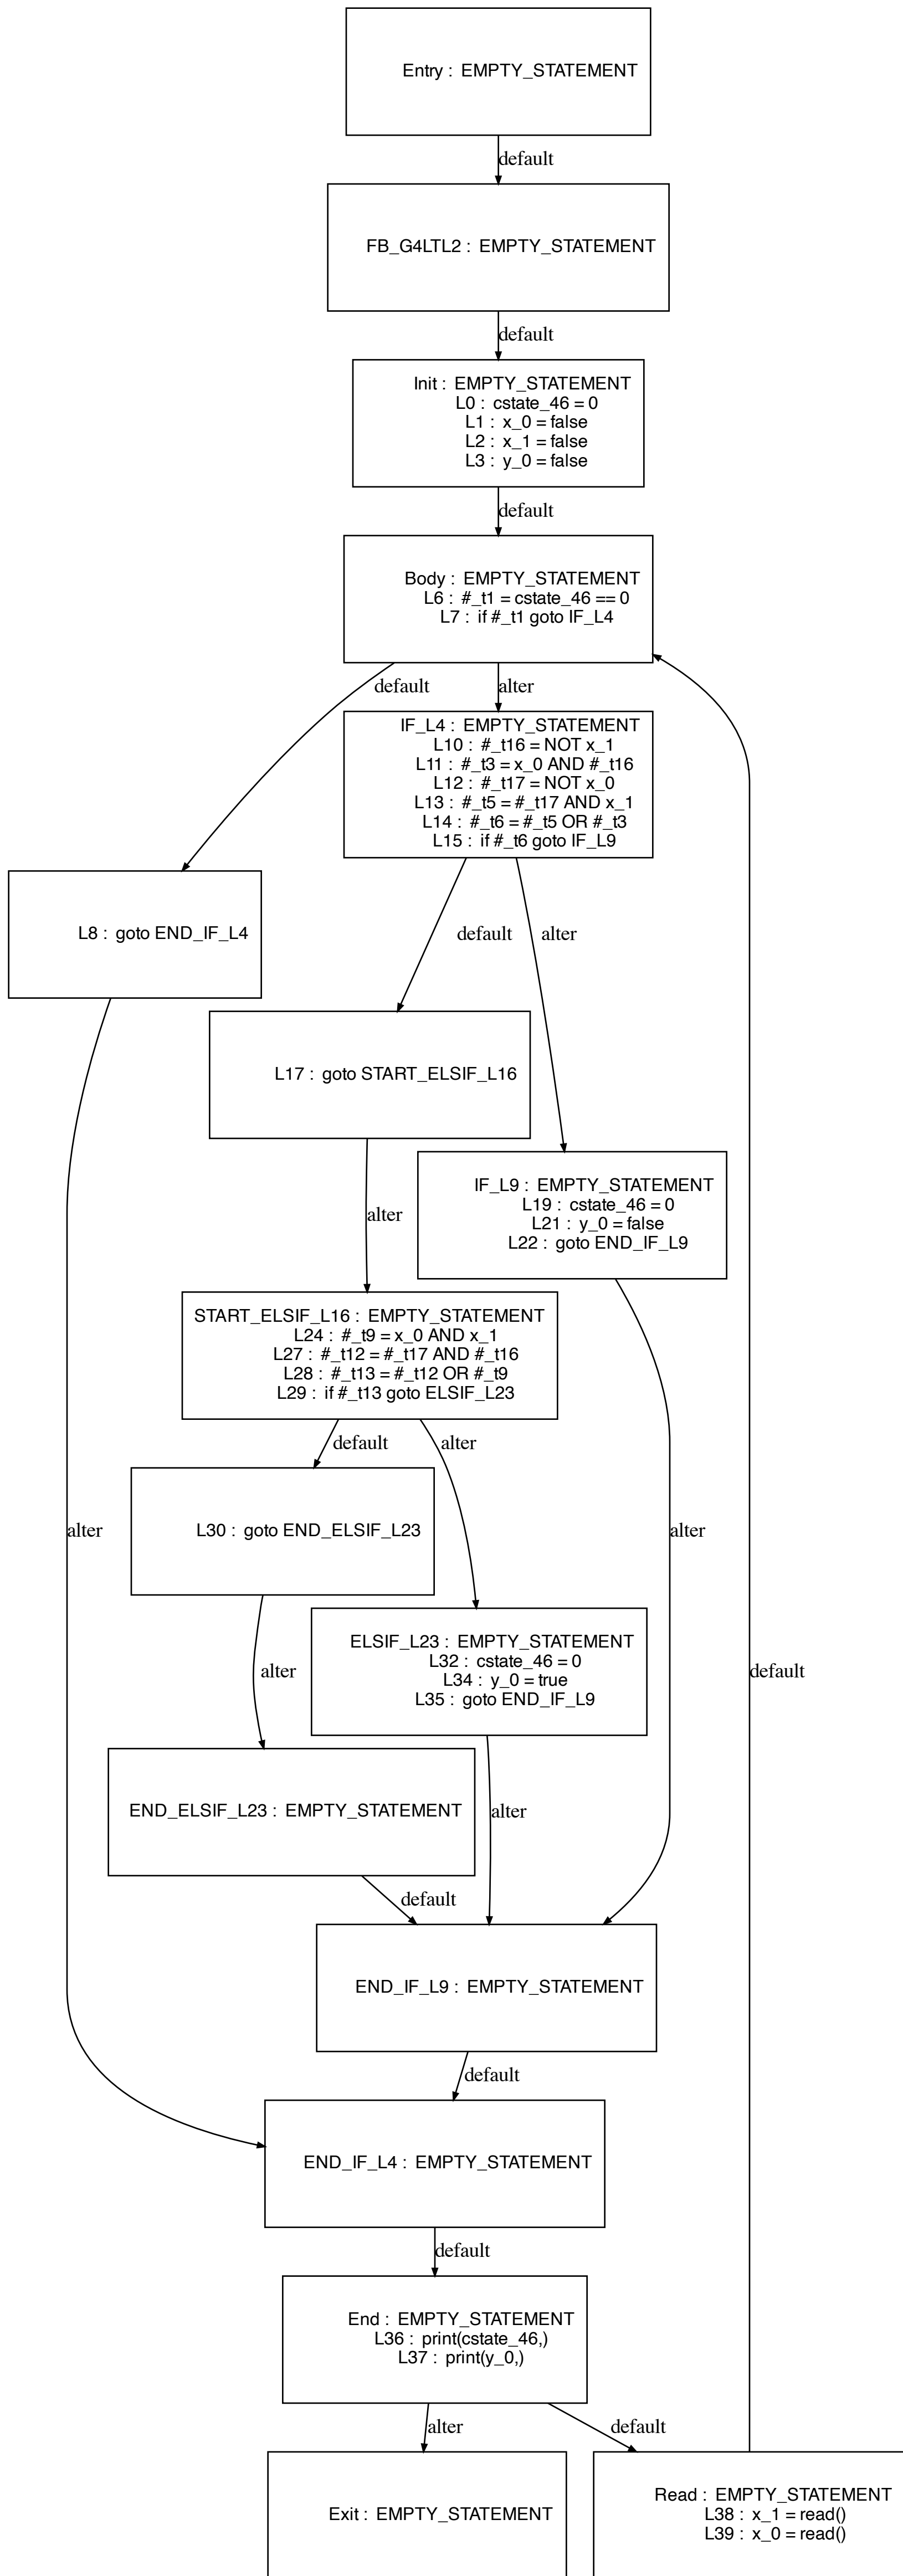 Entry : EMPTY_STATEMENT
default
FB_G4LTL2 : EMPTY_STATEMENT
default
Init : EMPTY_STATEMENT
L0 : cstate_46 = 0
L1 : x_0 = false
L2 : x_1 = false
L3 : y_0 = false
default
Body : EMPTY_STATEMENT
L6 : #_t1 = cstate_46 == 0
L7 : if #_t1 goto IF_L4
default
alter
IF_L4 : EMPTY_STATEMENT
L10 : #_t16 = NOT x_1
L11 : #_t3 = x_0 AND #_t16
L12 : #_t17 = NOT x_0
L13 : #_t5 = #_t17 AND x_1
L14 : #_t6 = #_t5 OR #_t3
L15 : if #_t6 goto IF_L9
L8 : goto END_IF_L4
default
alter
L17 : goto START_ELSIF_L16
IF_L9 : EMPTY_STATEMENT
L19 : cstate_46 = 0
L21 : y_0 = false
L22 : goto END_IF_L9
alter
START_ELSIF_L16 : EMPTY_STATEMENT
L24 : #_t9 = x_0 AND x_1
L27 : #_t12 = #_t17 AND #_t16
L28 : #_t13 = #_t12 OR #_t9
L29 : if #_t13 goto ELSIF_L23
default
alter
alter
L30 : goto END_ELSIF_L23
alter
ELSIF_L23 : EMPTY_STATEMENT
L32 : cstate_46 = 0
L34 : y_0 = true
L35 : goto END_IF_L9
alter
default
END_ELSIF_L23 : EMPTY_STATEMENT
alter
default
END_IF_L9 : EMPTY_STATEMENT
default
END_IF_L4 : EMPTY_STATEMENT
default
End : EMPTY_STATEMENT
L36 : print(cstate_46,)
L37 : print(y_0,)
alter
default
Exit : EMPTY_STATEMENT
Read : EMPTY_STATEMENT
L38 : x_1 = read()
L39 : x_0 = read()